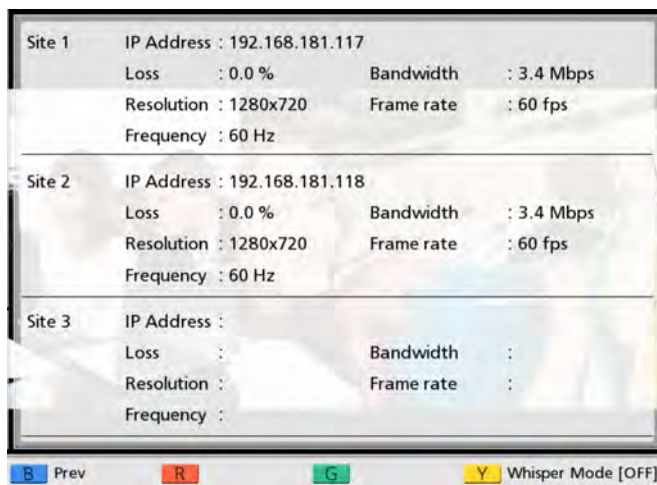 Site 1 IP Address : 192.168.181.117
Loss : 0.0 % Bandwidth : 3.4 Mbps
Resolution : 1280x720 Frame rate : 60 fps
Frequency : 60 Hz
Site 2 IP Address : 192.168.181.118
Loss : 0.0 % Bandwidth : 3.4 Mbps
Resolution : 1280x720 Frame rate : 60 fps
Frequency : 60 Hz
Site 3 IP Address :
Loss : Bandwidth :
Resolution : Frame rate :
Frequency :
B Prev R G Y Whisper Mode [OFF]